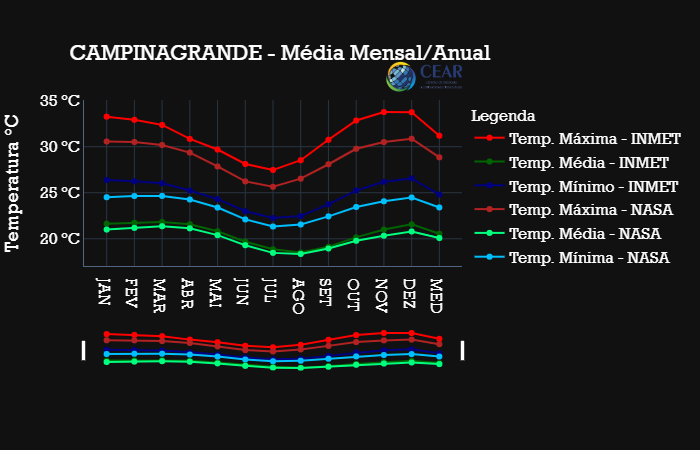 CAMPINAGRANDE - Média Mensal/Anual
CEAR
35 °C
30 °C
25 °C
20 °C
Temperatura °C
JAN
FEV
MAR
ABR
MAI
JUN
JUL
AGO
SET
OUT
NOV
DEZ
MED
Legenda
Temp. Máxima - INMET
Temp. Média - INMET
Temp. Mínimo - INMET
Temp. Máxima - NASA
Temp. Média - NASA
Temp. Mínima - NASA